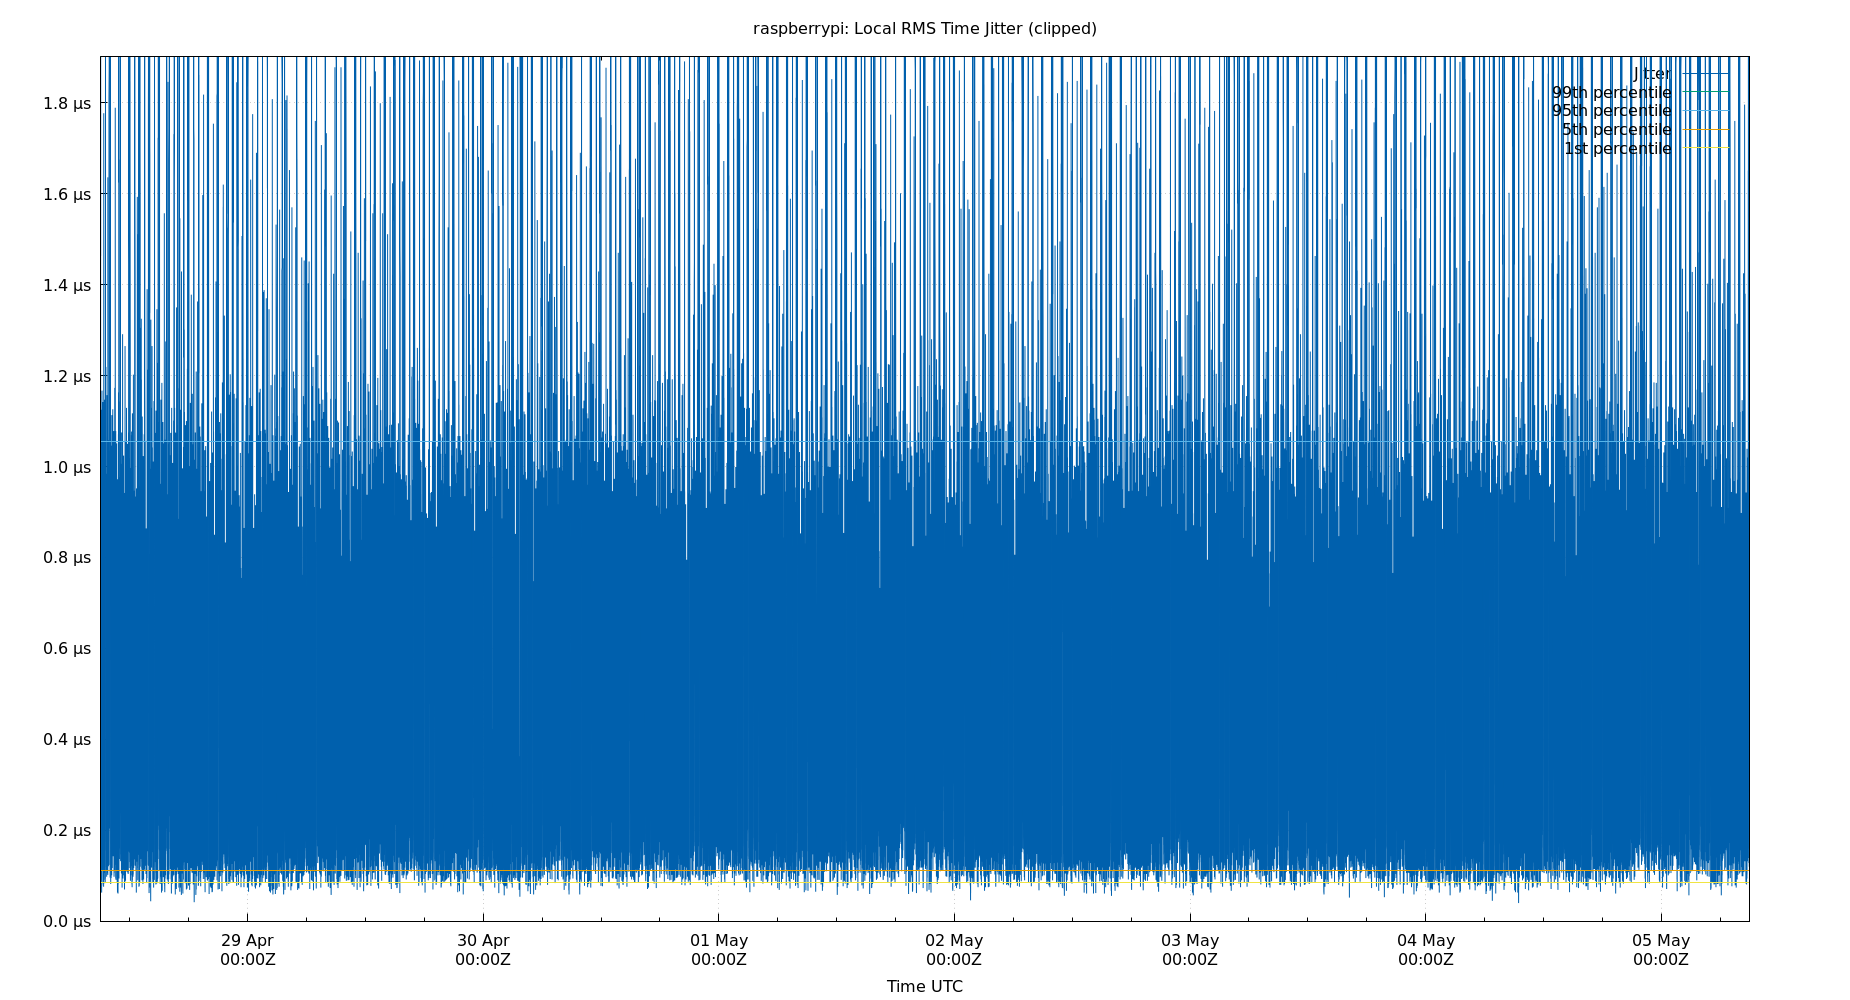 raspberrypi: Local RMS Time Jitter (clipped)
Jitter
99th percentile
95th percentile
5th percentile
1st percentile
1.8 µs
1.6 µs
1.4 µs
1.2 µs
1.0 µs
0.8 µs
0.6 µs
0.4 µs
0.2 µs
0.0 µs
29 Apr 30 Apr 01 May 02 May 03 May 04 May 05 May
00:00Z 00:00Z 00:00Z 00:00Z 00:00Z 00:00Z 00:00Z
Time UTC